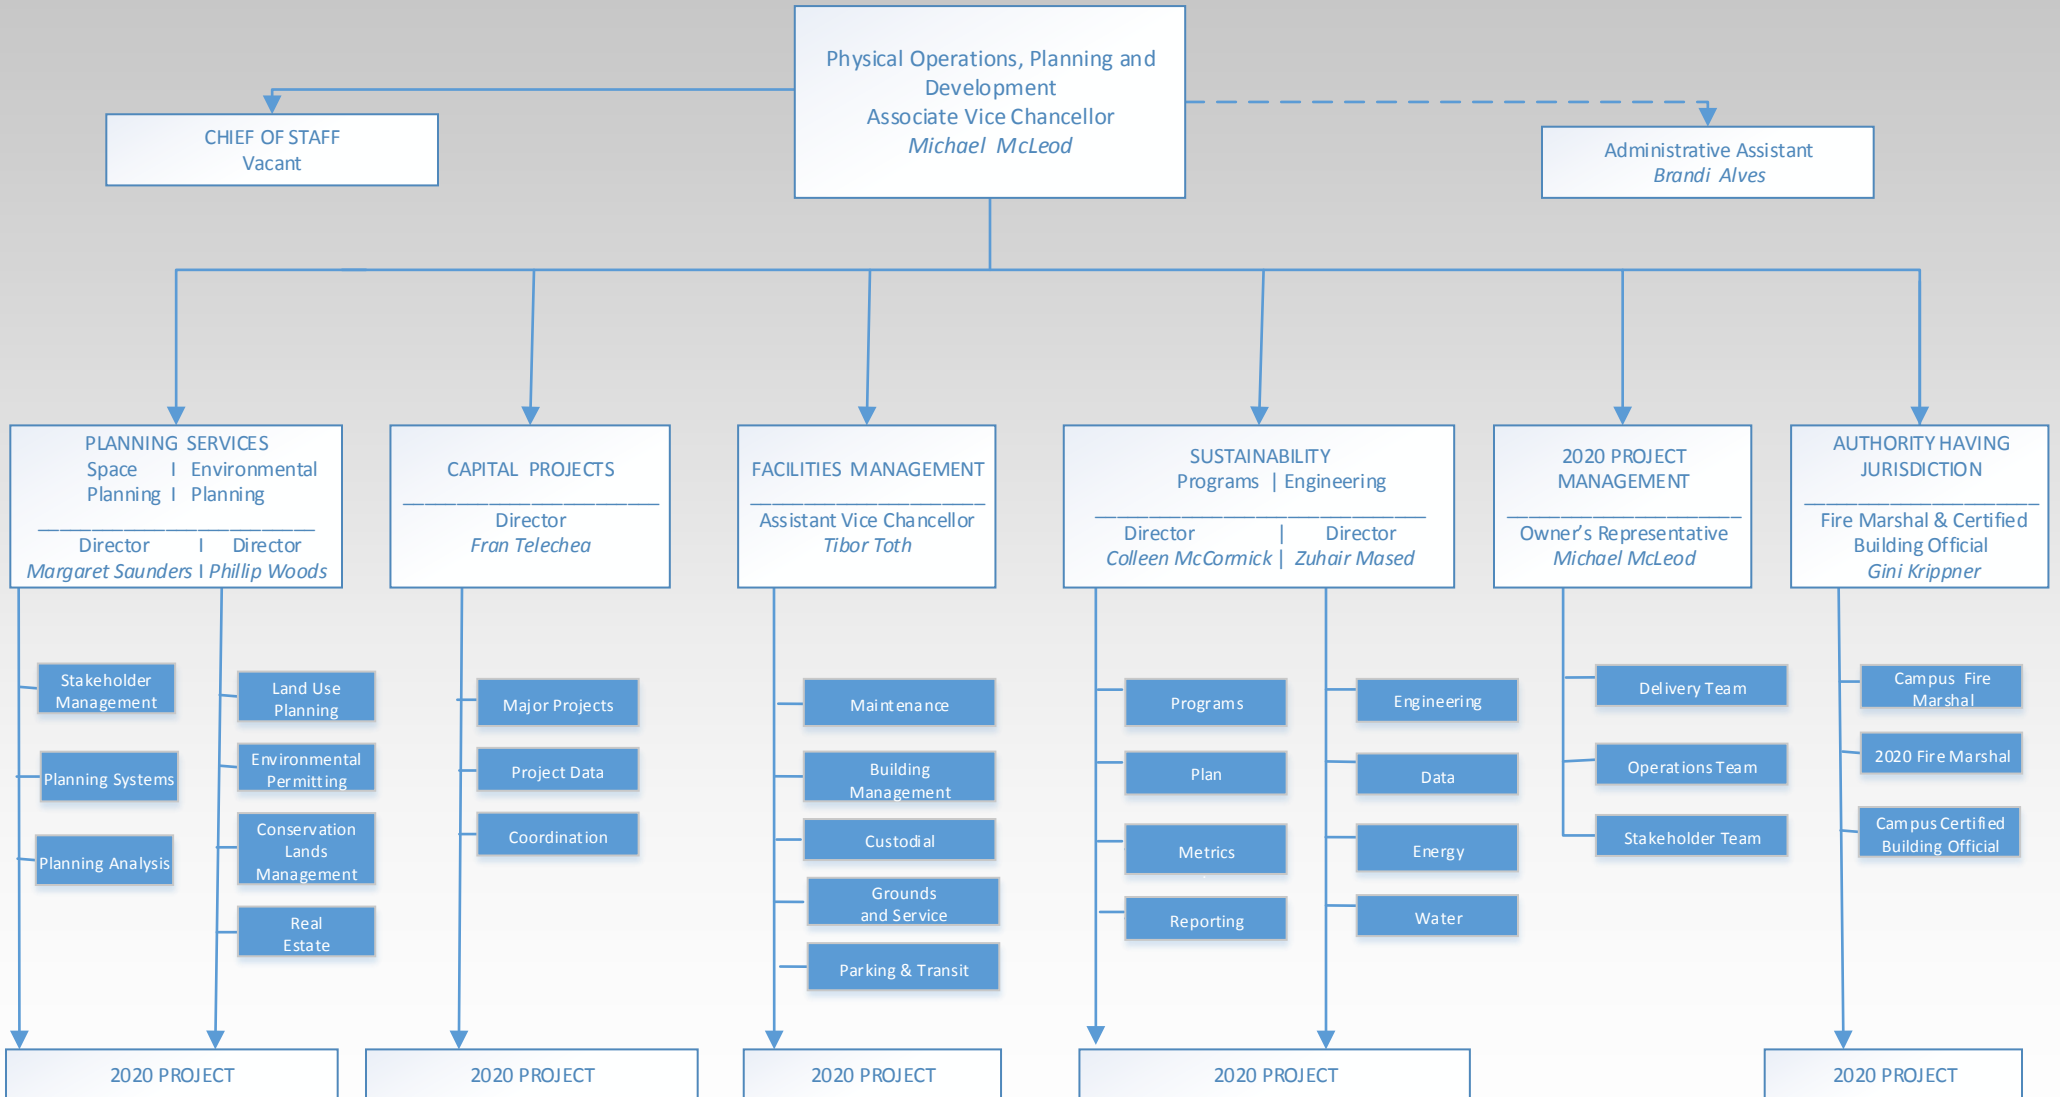 Physical Operations, Planning and
Development
Associate Vice Chancellor
Michael McLeod
CHIEF OF STAFF
Vacant
Administrative Assistant
Brandi Alves
PLANNING SERVICES
Space I Environmental
Planning I Planning
Director I Director
Margaret Saunders I Phillip Woods
CAPITAL PROJECTS
Director
Fran Telechea
FACILITIES MANAGEMENT
Assistant Vice Chancellor
Tibor Toth
SUSTAINABILITY
Programs | Engineering
Director | Director
Colleen McCormick | Zuhair Mased
2020 PROJECT
MANAGEMENT
Owner’s Representative
Michael McLeod
AUTHORITY HAVING
JURISDICTION
Fire Marshal & Certified
Building Official
Gini Krippner
Stakeholder
Management
Planning Systems
Planning Analysis
Land Use
Planning
Environmental
Permitting
Conservation
Lands
Management
Real
Estate
Major Projects
Project Data
Coordination
Maintenance
Building
Management
Custodial
Grounds
and Service
Parking & Transit
Programs
Plan
Metrics
Reporting
Engineering
Data
Energy
Water
Delivery Team
Operations Team
Stakeholder Team
Campus Fire
Marshal
2020 Fire Marshal
Campus Certified
Building Official
2020 PROJECT
2020 PROJECT
2020 PROJECT
2020 PROJECT
2020 PROJECT